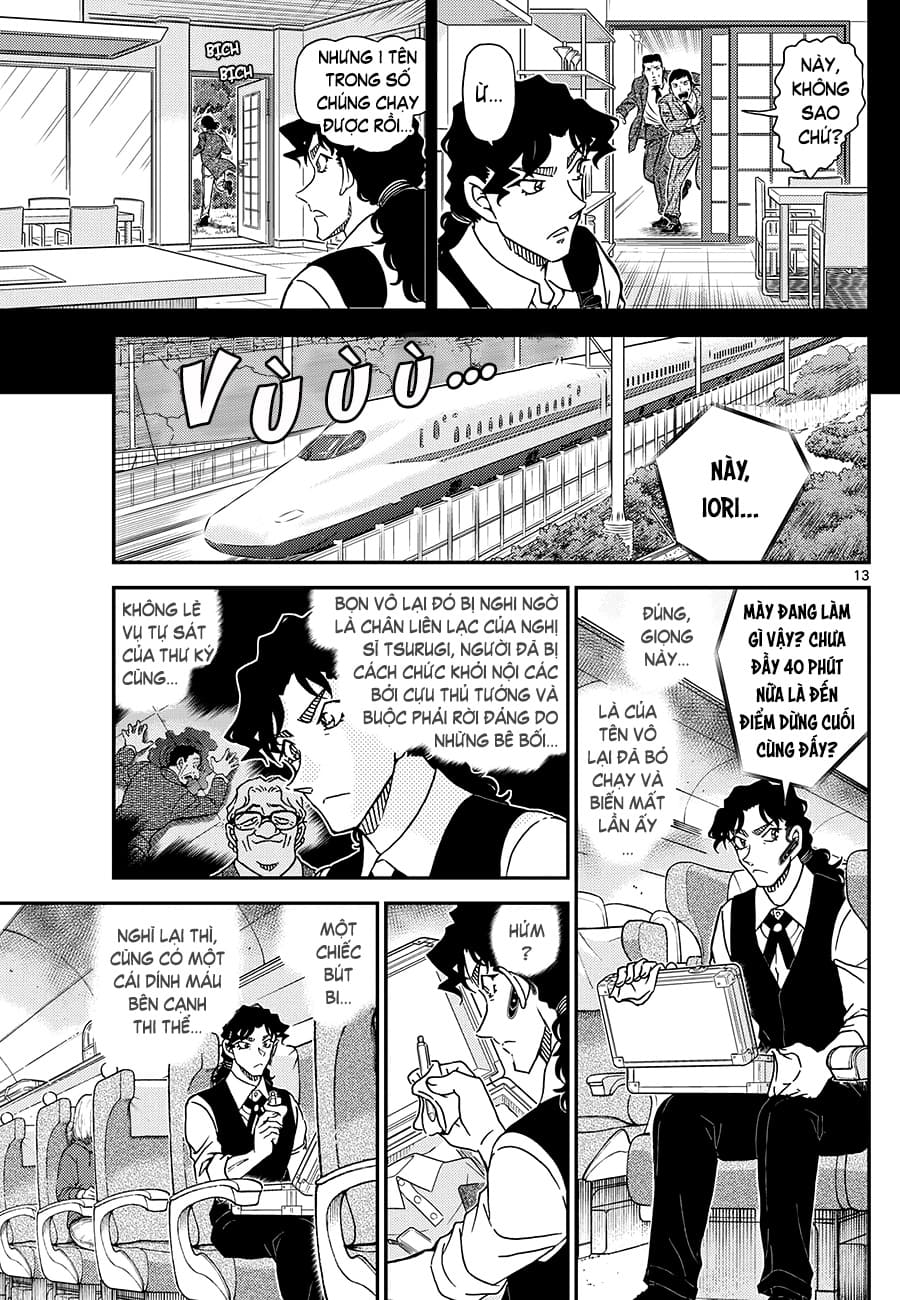 NÀY,
KHÔNG
SAO
CHỨ?
Ừ...
NHƯNG 1 TÊN
TRONG SỐ
CHÚNG CHẠY
ĐƯỢC RỒI...
BỊCH
BỊCH
VÙÙÙ...
NÀY,
IORI...
13
MÀY ĐANG LÀM
GÌ VẬY? CHƯA
ĐẦY 40 PHÚT
NỮA LÀ ĐẾN
ĐIỂM DỪNG CUỐI
CÙNG ĐẤY?
ĐÚNG,
GIỌNG
NÀY...
LÀ CỦA
TÊN VÔ
LẠI ĐÃ BỎ
CHẠY VÀ
BIẾN MẤT
LẦN ẤY
...
BỌN VÔ LẠI ĐÓ BỊ NGHI NGỜ
LÀ CHÂN LIÊN LẠC CỦA NGHỊ
SĨ TSURUGI, NGƯỜI ĐÃ BỊ
CÁCH CHỨC KHỎI NỘI CÁC
BỞI CỰU THỦ TƯỚNG VÀ
BUỘC PHẢI RỜI ĐẢNG DO
NHỮNG BÊ BỐI...
KHÔNG LẼ
VỤ TỰ SÁT
CỦA THƯ KÝ
CŨNG...
HỬM
?
MỘT
CHIẾC
BÚT
BI...
NGHĨ LẠI THÌ,
CŨNG CÓ MỘT
CÁI DÍNH MÁU
BÊN CẠNH
THI THỂ...